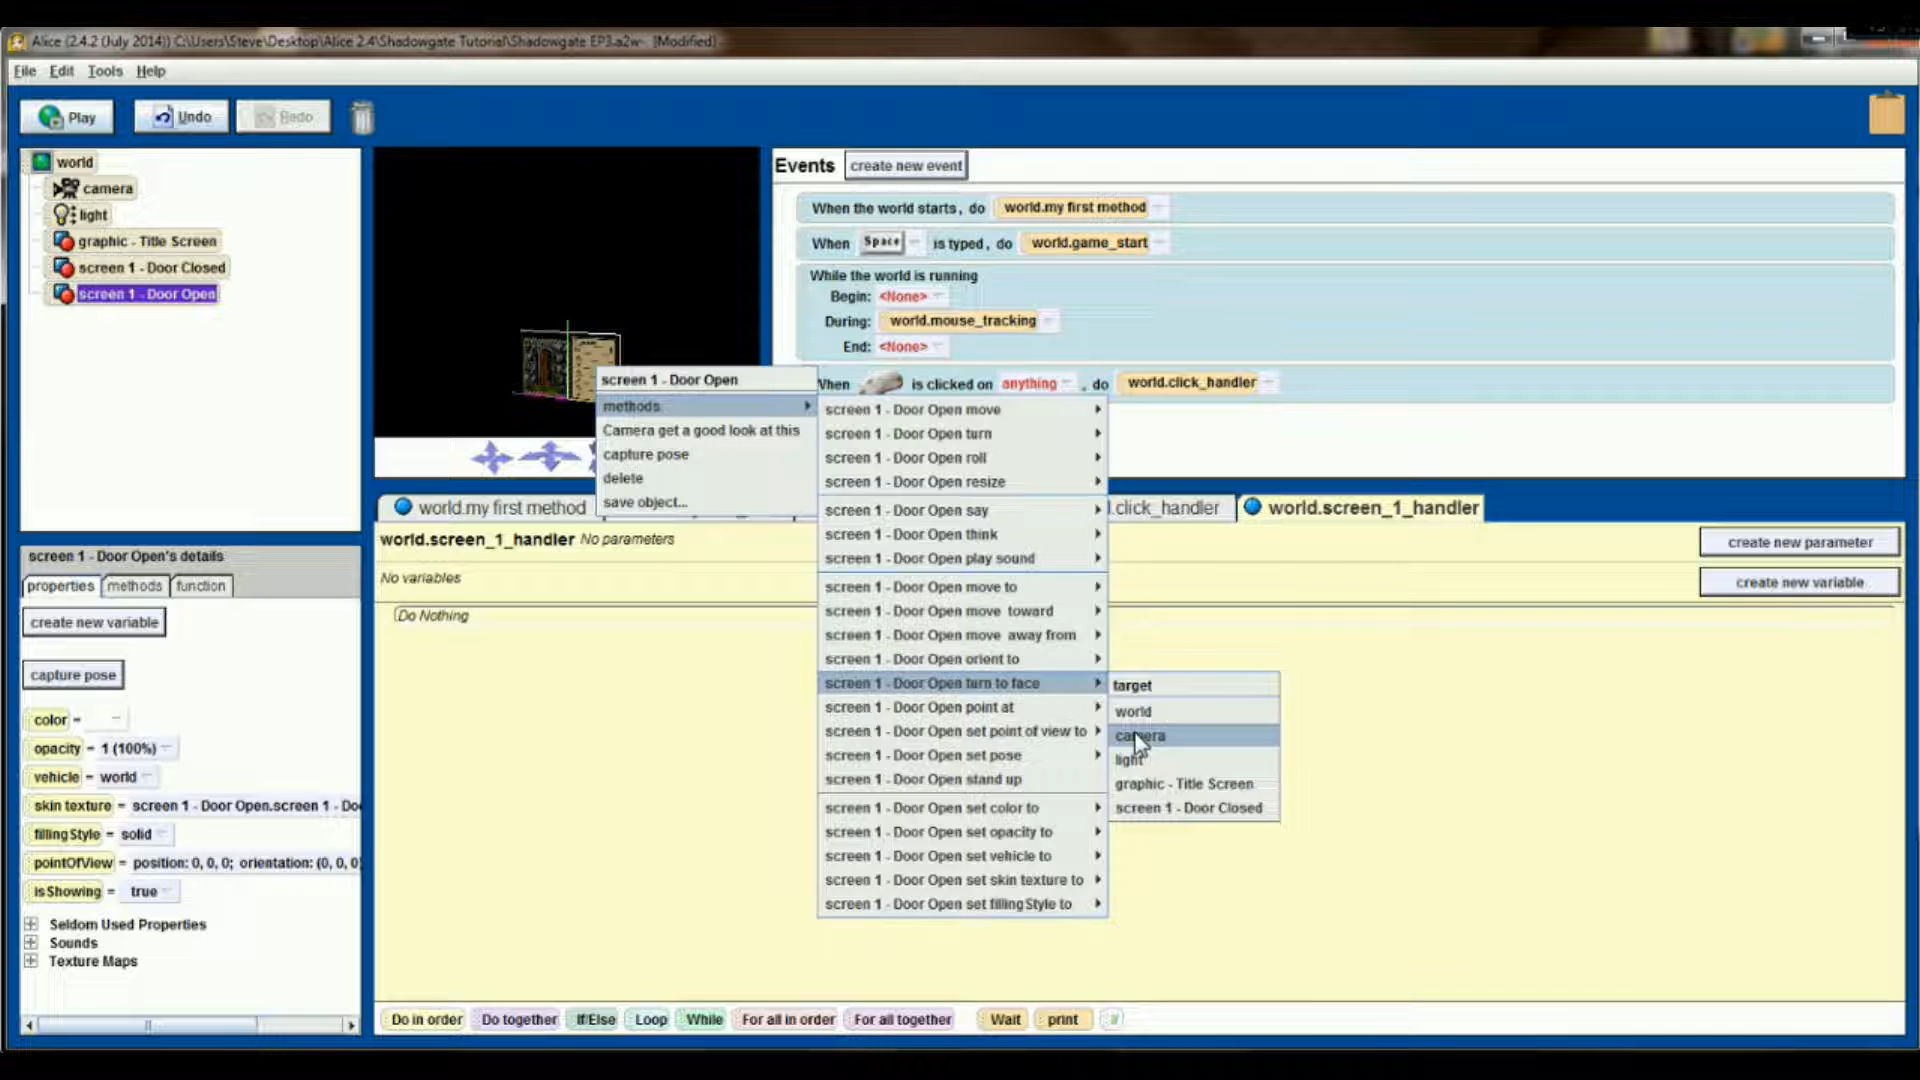 Alice (2.4.2 (July 2014)) C:\Users\Steve\Desktop\Alice 2.4\Shadowgate Tutorial\Shadowgate EP3.a2w- [Modified]
File Edit Tools Help
Play Undo Redo
world
camera
light
graphic - Title Screen
screen 1 - Door Closed
screen 1 - Door Open
Events create new event
When the world starts, do world.my first method
When Space is typed, do world.game_start
While the world is running
Begin: <None>
During: world.mouse_tracking
End: <None>
When is clicked on anything , do world.click_handler
screen 1 - Door Open
methods
Camera get a good look at this
capture pose
delete
save object...
screen 1 - Door Open move
screen 1 - Door Open turn
screen 1 - Door Open roll
screen 1 - Door Open resize
screen 1 - Door Open say
screen 1 - Door Open think
screen 1 - Door Open play sound
screen 1 - Door Open move to
screen 1 - Door Open move toward
screen 1 - Door Open move away from
screen 1 - Door Open orient to
screen 1 - Door Open turn to face
screen 1 - Door Open point at
screen 1 - Door Open set point of view to
screen 1 - Door Open set pose
screen 1 - Door Open stand up
screen 1 - Door Open set color to
screen 1 - Door Open set opacity to
screen 1 - Door Open set vehicle to
screen 1 - Door Open set skin texture to
screen 1 - Door Open set fillingStyle to
target
world
camera
light
graphic - Title Screen
screen 1 - Door Closed
world.my first method .click_handler world.screen_1_handler
world.screen_1_handler No parameters create new parameter
No variables create new variable
(Do Nothing
screen 1 - Door Open's details
properties methods function
create new variable
capture pose
color =
opacity = 1 (100%)
vehicle = world
skin texture = screen 1 - Door Open.screen 1 - Do
fillingStyle = solid
pointOfView = position: 0, 0, 0; orientation: (0, 0, 0)
isShowing = true
Seldom Used Properties
Sounds
Texture Maps
Do in order Do together If/Else Loop While For all in order For all together Wait print //